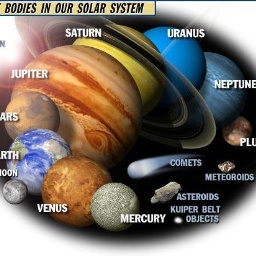 BODIES IN OUR SOLAR SYSTEM
SATURN
URANUS
JUPITER
NEPTUNE
ARS
PLU
ARTH
COMETS
METEOROIDS
OON
VENUS
MERCURY
ASTEROIDS
KUIPER BELT
OBJECTS